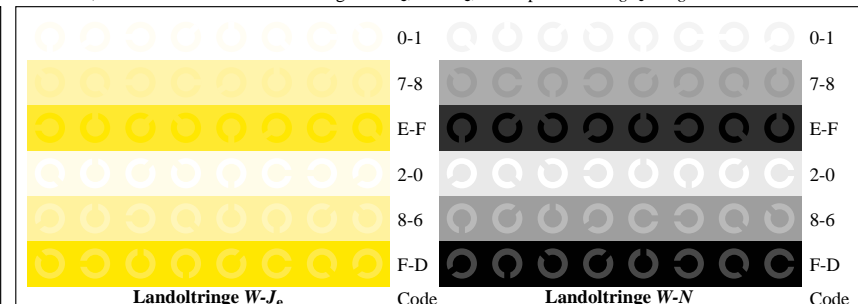 0-1 0-1
7-8 7-8
E-F E-F
2-0 2-0
8-6 8-6
F-D F-D
Landoltringe W-Je Code Landoltringe W-N Code